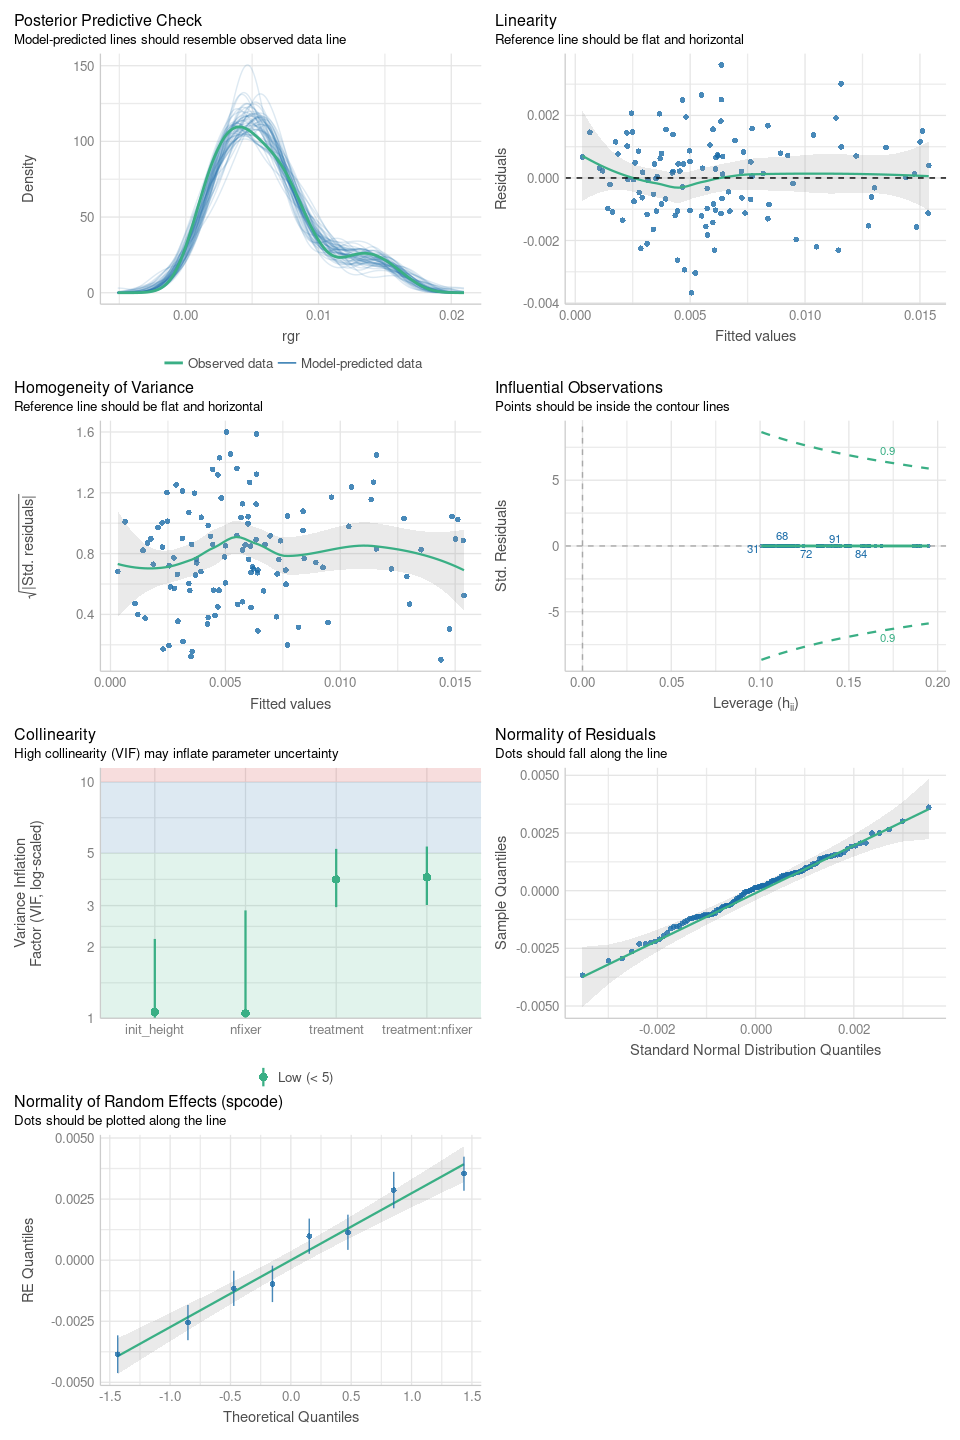 Posterior Predictive Check
Model-predicted lines should resemble observed data line
150
100
50
0
Density
0.00
0.01
0.02
rgr
Observed data
Model-predicted data
Linearity
Reference line should be flat and horizontal
0.002
0.000
-0.002
-0.004
Residuals
0.000
0.005
0.010
0.015
Fitted values
Homogeneity of Variance
Reference line should be flat and horizontal
1.6
1.2
0.8
0.4
√|Std. residuals|
0.000
0.005
0.010
0.015
Fitted values
Influential Observations
Points should be inside the contour lines
5
0
-5
Std. Residuals
0.9
68
91
31
72
84
0.9
0.00
0.05
0.10
0.15
0.20
Leverage (hii)
Collinearity
High collinearity (VIF) may inflate parameter uncertainty
10
5
3
2
1
Variance Inflation
Factor (VIF, log-scaled)
init_height
nfixer
treatment
treatment:nfixer
Low (< 5)
Normality of Residuals
Dots should fall along the line
0.0050
0.0025
0.0000
-0.0025
-0.0050
Sample Quantiles
-0.002
0.000
0.002
Standard Normal Distribution Quantiles
Normality of Random Effects (spcode)
Dots should be plotted along the line
0.0050
0.0025
0.0000
-0.0025
-0.0050
RE Quantiles
-1.5
-1.0
-0.5
0.0
0.5
1.0
1.5
Theoretical Quantiles